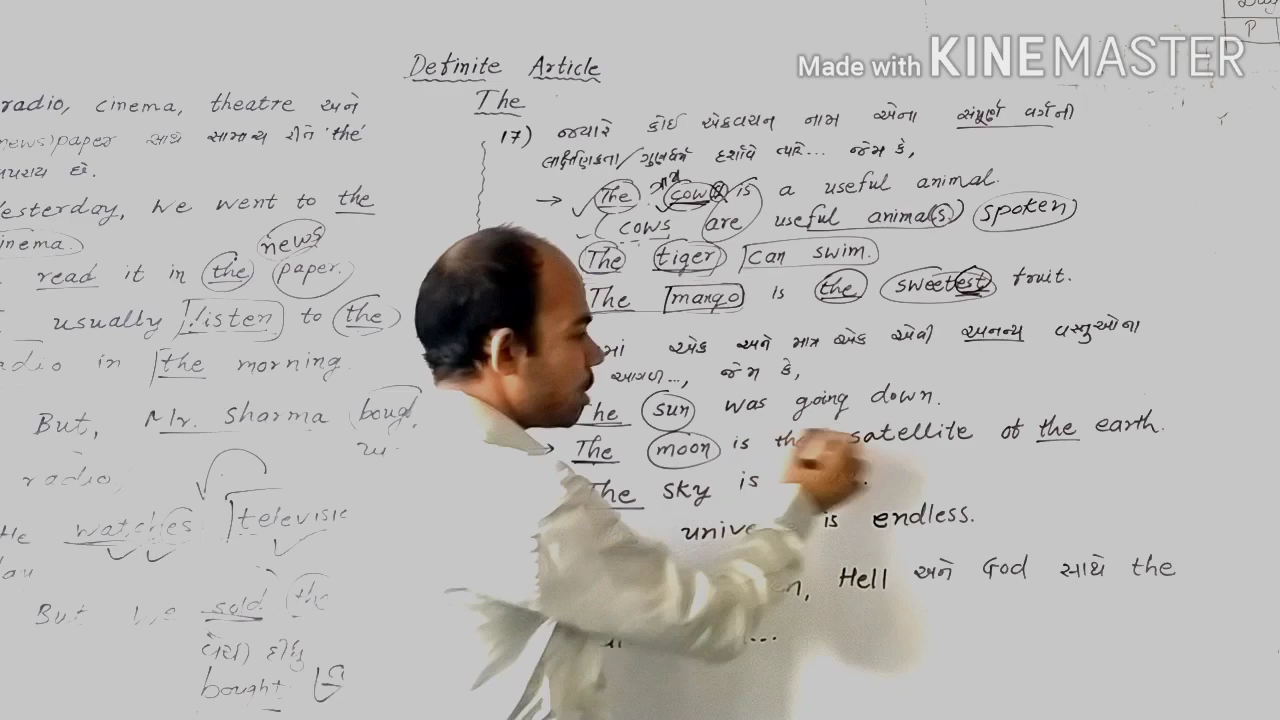 Made with KINEMASTER
P
Definite Article
The
radio, cinema, theatre અને
newspaper સાથે સામાન્ય રીતે 'the'
વપરાય છે.
Yesterday, we went to the
cinema.
news
read it in the paper.
usually listen to the
radio in the morning.
But, Mr. Sharma
radio,
He watches
But sold the
bought
17) જ્યારે કોઈ એકવચન નામ એના સંપૂર્ણ વર્ગની
લાક્ષણિકતા/ગુણધર્મ દર્શાવે ત્યારે... જેમ કે,
ગાય
→ The cow is a useful animal.
cows are useful animal(s) spoken
The tiger can swim.
The mango is the sweetest fruit.
માં એક અને માત્ર એક એવી અનન્ય વસ્તુઓના
આગળ..., જેમ કે,
The sun was going down.
→ The moon is satellite of the earth.
The sky is
is endless.
Hell અને God સાથે the